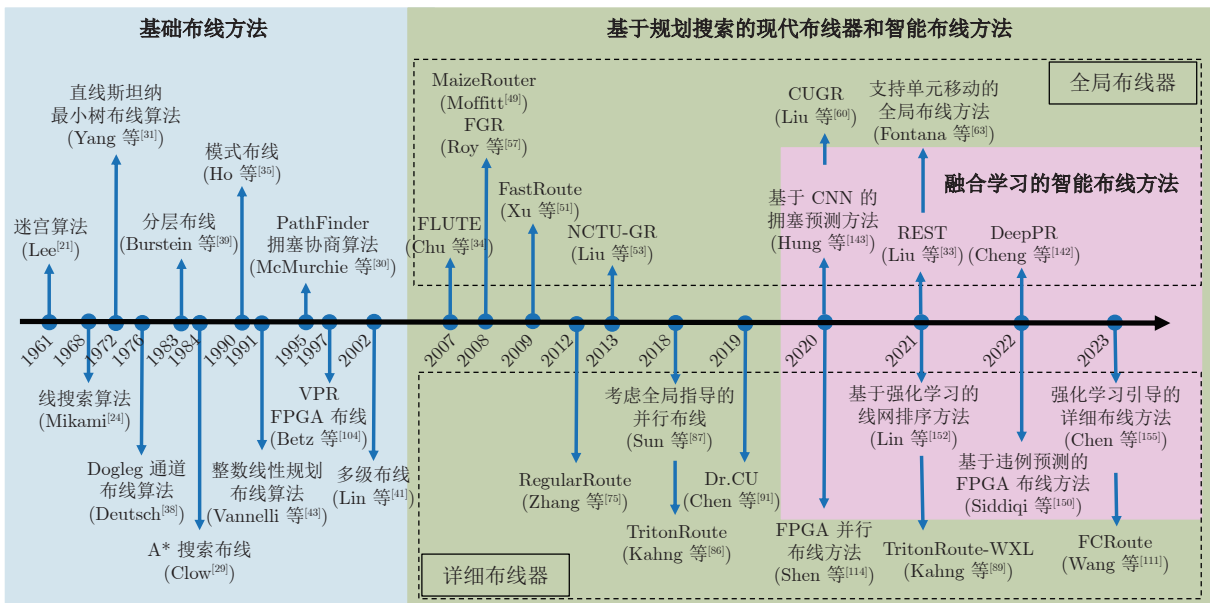 基础布线方法
基于规划搜索的现代布线器和智能布线方法
全局布线器
直线斯坦纳
最小树布线算法
(Yang 等[31])
迷宫算法
(Lee[21])
分层布线
(Burstein 等[39])
模式布线
(Ho 等[35])
PathFinder
拥塞协商算法
(McMurchie 等[30])
MaizeRouter
(Moffitt[49])
FGR
(Roy 等[57])
FLUTE
(Chu 等[34])
FastRoute
(Xu 等[51])
NCTU-GR
(Liu 等[53])
CUGR
(Liu 等[60])
支持单元移动的
全局布线方法
(Fontana 等[63])
融合学习的智能布线方法
基于 CNN 的
拥塞预测方法
(Hung 等[143])
REST
(Liu 等[33])
DeepPR
(Cheng 等[142])
1961
1968
1972
1976
1983
1984
1990
1991
1995
1997
2002
2007
2008
2009
2012
2013
2018
2019
2020
2021
2022
2023
线搜索算法
(Mikami[24])
Dogleg 通道
布线算法
(Deutsch[38])
A* 搜索布线
(Clow[29])
整数线性规划
布线算法
(Vannelli 等[43])
VPR
FPGA 布线
(Betz 等[104])
多级布线
(Lin 等[41])
RegularRoute
(Zhang 等[75])
考虑全局指导的
并行布线
(Sun 等[87])
TritonRoute
(Kahng 等[86])
Dr.CU
(Chen 等[91])
FPGA 并行
布线方法
(Shen 等[114])
基于强化学习的
线网排序方法
(Lin 等[152])
TritonRoute-WXL
(Kahng 等[89])
基于违例预测的
FPGA 布线方法
(Siddiqi 等[150])
强化学习引导的
详细布线方法
(Chen 等[155])
FCRoute
(Wang 等[111])
详细布线器